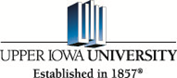 UPPER IOWA UNIVERSITY
Established in 1857®